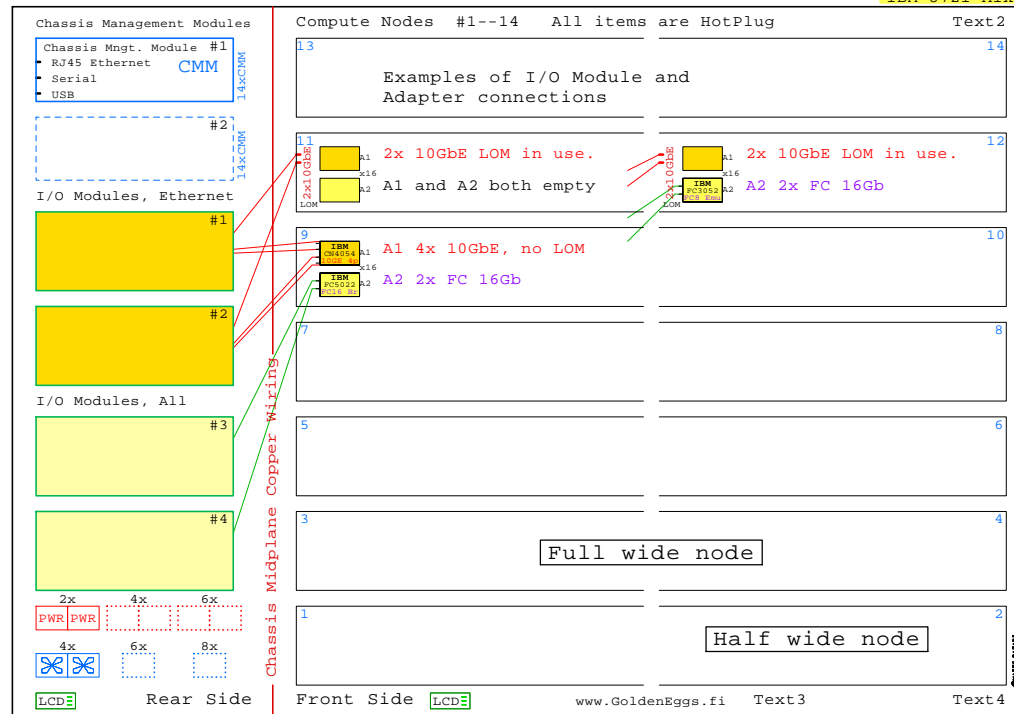 Chassis Management Modules
Compute Nodes #1--14 All items are HotPlug
Text2
Chassis Mngt. Module #1
RJ45 Ethernet
CMM
Serial
USB
14xCMM
#2
14xCMM
13
14
Examples of I/O Module and
Adapter connections
I/O Modules, Ethernet
#1
#2
11
12
2x10GbE
LOM
A1
x16
A2
2x 10GbE LOM in use.
A1 and A2 both empty
2x10GbE
LOM
A1
x16
A2
IBM
FC3052
FC8 Emu
2x 10GbE LOM in use.
A2 2x FC 16Gb
9
10
IBM
CN4054
10GE 4p
A1
x16
IBM
FC5022
FC16 Br
A2
A1 4x 10GbE, no LOM
A2 2x FC 16Gb
7
8
I/O Modules, All
#3
#4
5
6
3
4
Full wide node
1
2
Half wide node
Chassis Midplane Copper Wiring
2x 4x 6x
PWR PWR
4x 6x 8x
LCD
Rear Side
Front Side
LCD
www.GoldenEggs.fi
Text3
Text4